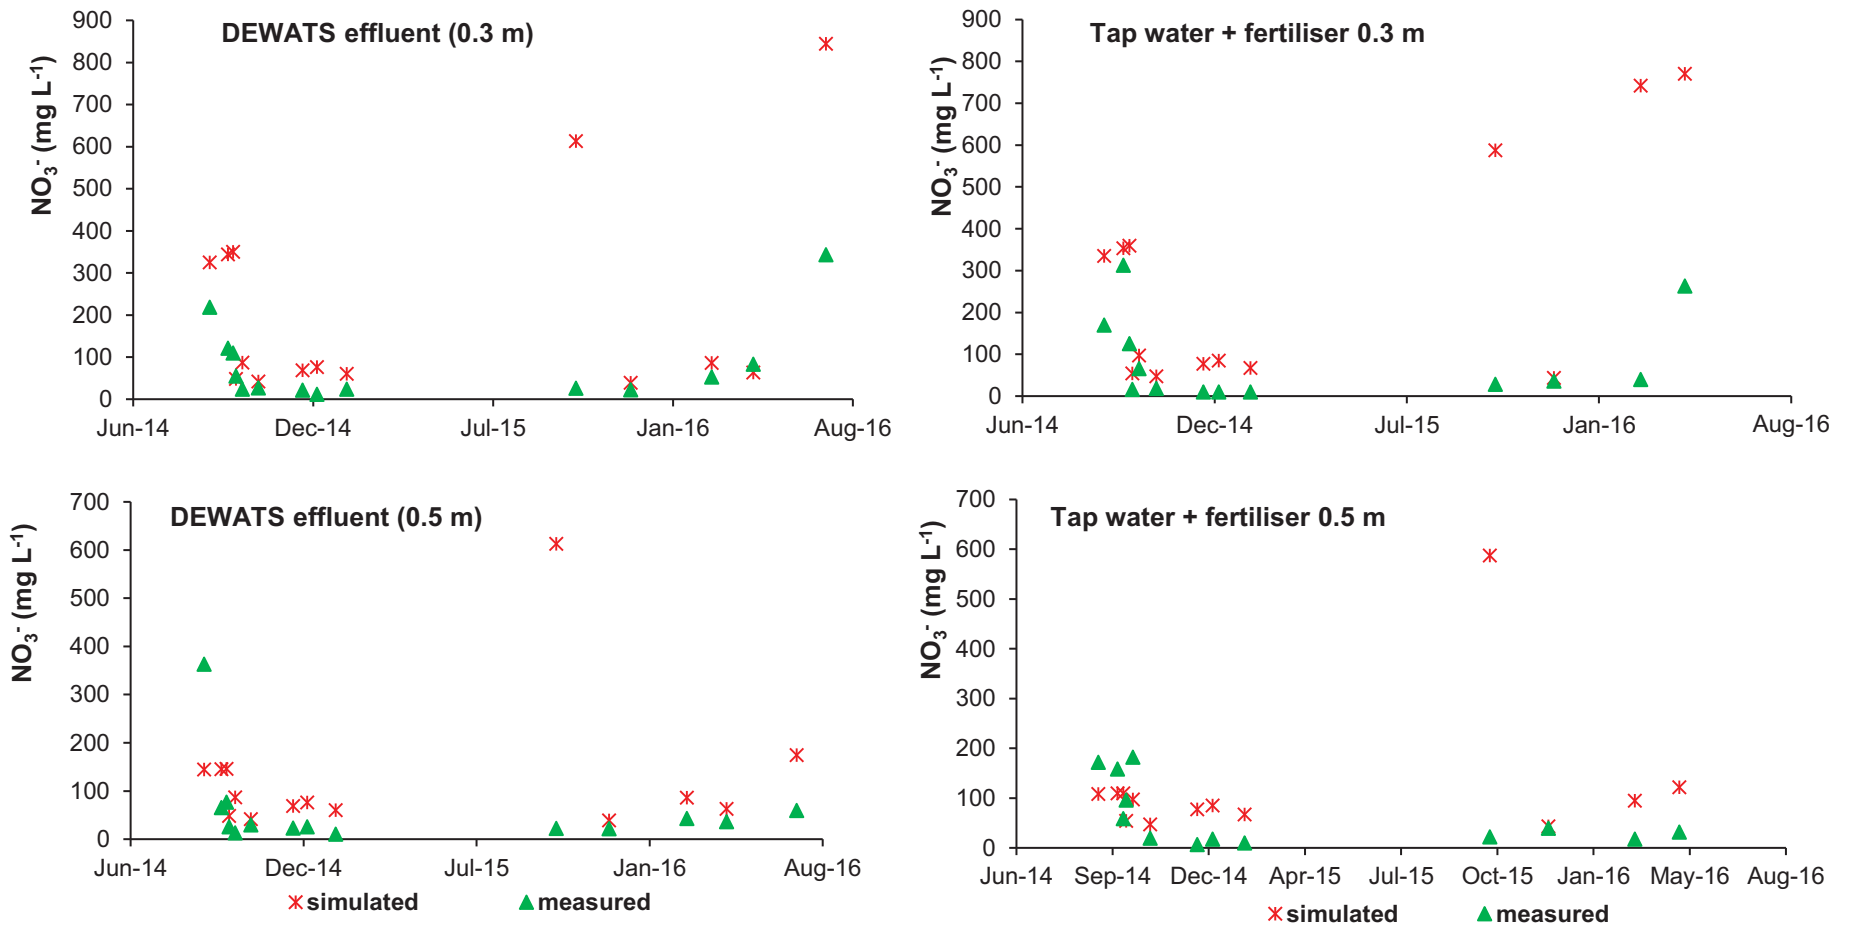 DEWATS effluent (0.3 m)
NO₃⁻ (mg L⁻¹)
900
800
700
600
500
400
300
200
100
0
Jun-14 Dec-14 Jul-15 Jan-16 Aug-16
Tap water + fertiliser 0.3 m
NO₃⁻ (mg L⁻¹)
900
800
700
600
500
400
300
200
100
0
Jun-14 Dec-14 Jul-15 Jan-16 Aug-16
DEWATS effluent (0.5 m)
NO₃⁻ (mg L⁻¹)
700
600
500
400
300
200
100
0
Jun-14 Dec-14 Jul-15 Jan-16 Aug-16
simulated measured
Tap water + fertiliser 0.5 m
NO₃⁻ (mg L⁻¹)
700
600
500
400
300
200
100
0
Jun-14 Sep-14 Dec-14 Apr-15 Jul-15 Oct-15 Jan-16 May-16 Aug-16
simulated measured